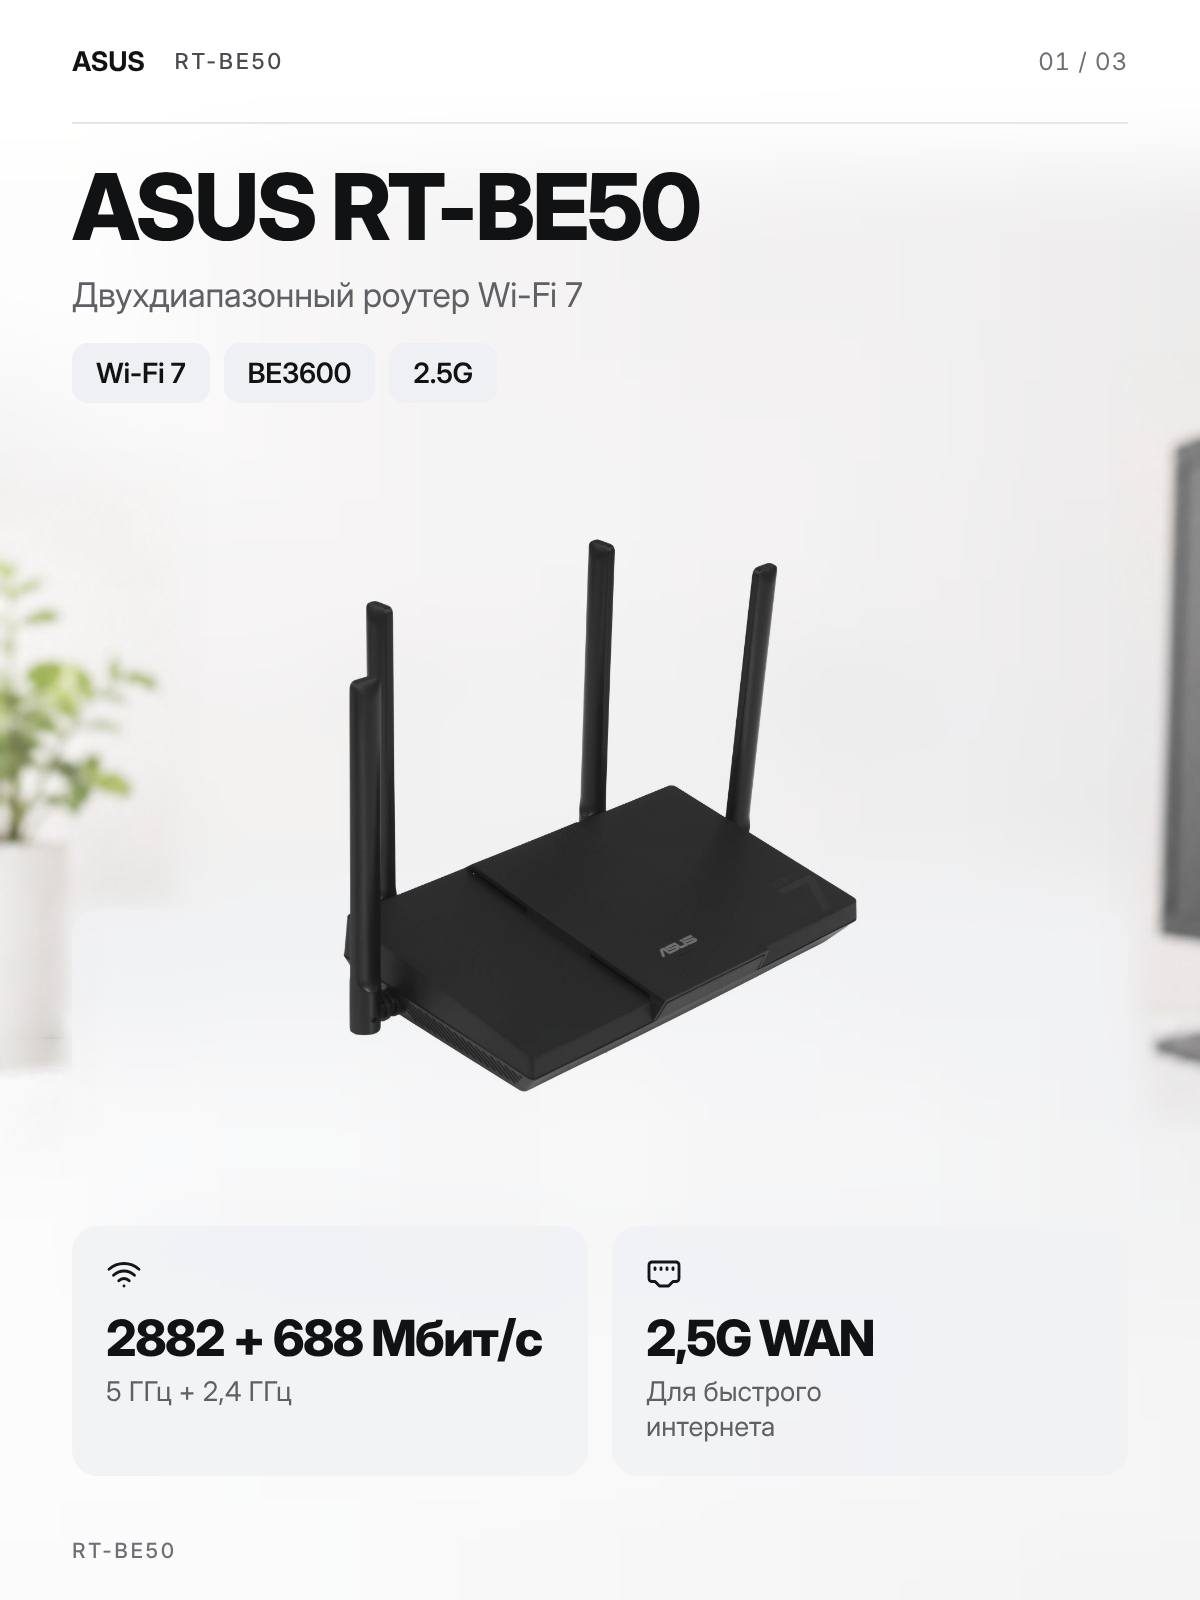 ASUS RT-BE50 01 / 03
ASUS RT-BE50
Двухдиапазонный роутер Wi-Fi 7
Wi-Fi 7 BE3600 2.5G
7
ASUS
2882 + 688 Мбит/с
5 ГГц + 2,4 ГГц
2,5G WAN
Для быстрого
интернета
RT-BE50